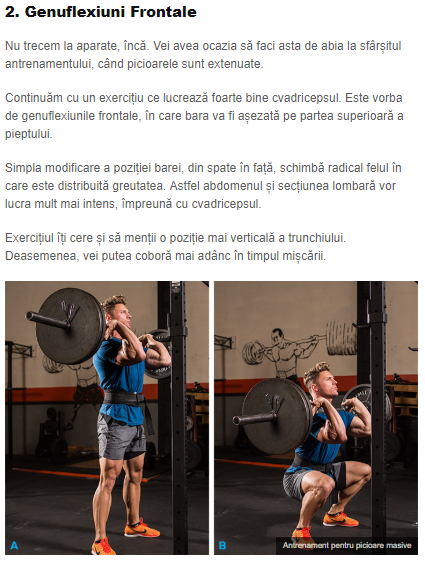 2. Genuflexiuni Frontale
Nu trecem la aparate, încă. Vei avea ocazia să faci asta de abia la sfârșitul
antrenamentului, când picioarele sunt extenuate.
Continuăm cu un exercițiu ce lucrează foarte bine cvadricepsul. Este vorba
de genuflexiunile frontale, în care bara va fi așezată pe partea superioară a
pieptului.
Simpla modificare a poziției barei, din spate în față, schimbă radical felul în
care este distribuită greutatea. Astfel abdomenul și secțiunea lombară vor
lucra mult mai intens, împreună cu cvadricepsul.
Exercițiul îți cere și să menții o poziție mai verticală a trunchiului.
Deasemenea, vei putea coborâ mai adânc în timpul mișcării.
A
B
Antrenament pentru picioare masive